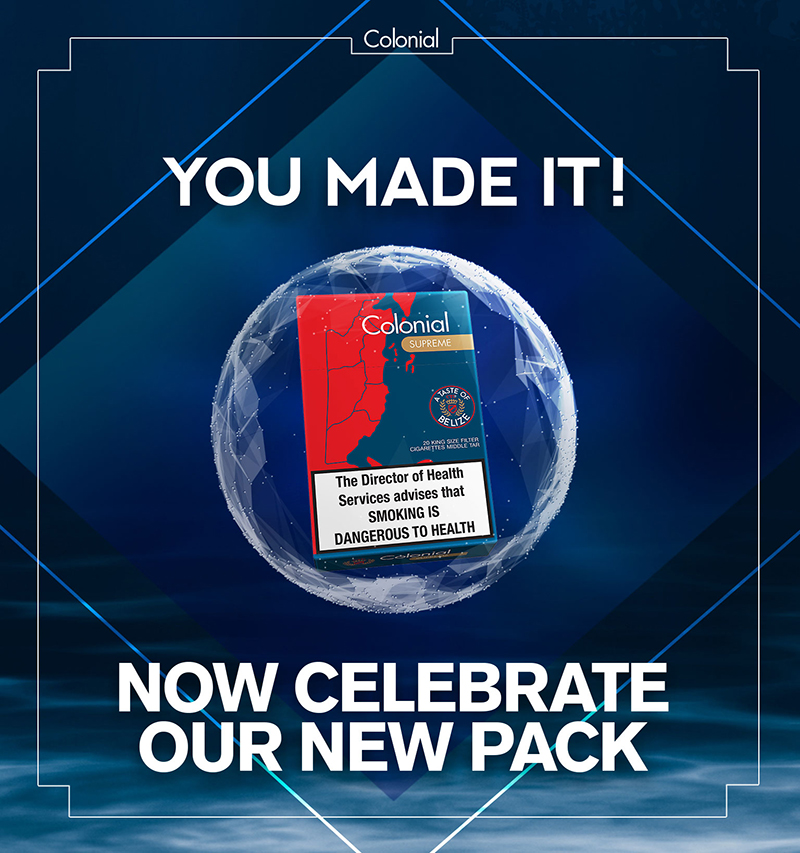 Colonial
YOU MADE IT!
Colonial
SUPREME
A TASTE OF
BELIZE
20 KING SIZE FILTER
CIGARETTES MIDDLE TAR
The Director of Health
Services advises that
SMOKING IS
DANGEROUS TO HEALTH
Colonial
NOW CELEBRATE
OUR NEW PACK